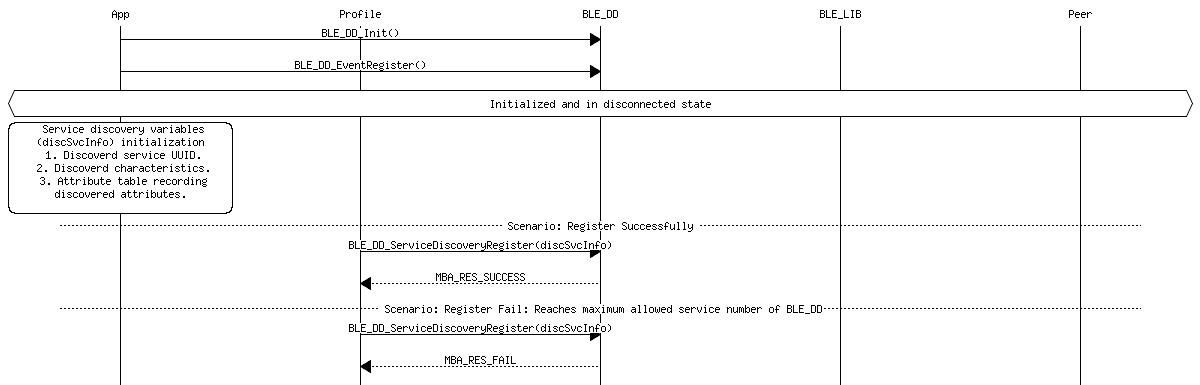 App Profile BLE_DD BLE_LIB Peer
BLE_DD_Init()
BLE_DD_EventRegister()
Initialized and in disconnected state
Service discovery variables
(discSvcInfo) initialization
1. Discoverd service UUID.
2. Discoverd characteristics.
3. Attribute table recording
discovered attributes.
Scenario: Register Successfully
BLE_DD_ServiceDiscoveryRegister(discSvcInfo)
MBA_RES_SUCCESS
Scenario: Register Fail: Reaches maximum allowed service number of BLE_DD
BLE_DD_ServiceDiscoveryRegister(discSvcInfo)
MBA_RES_FAIL